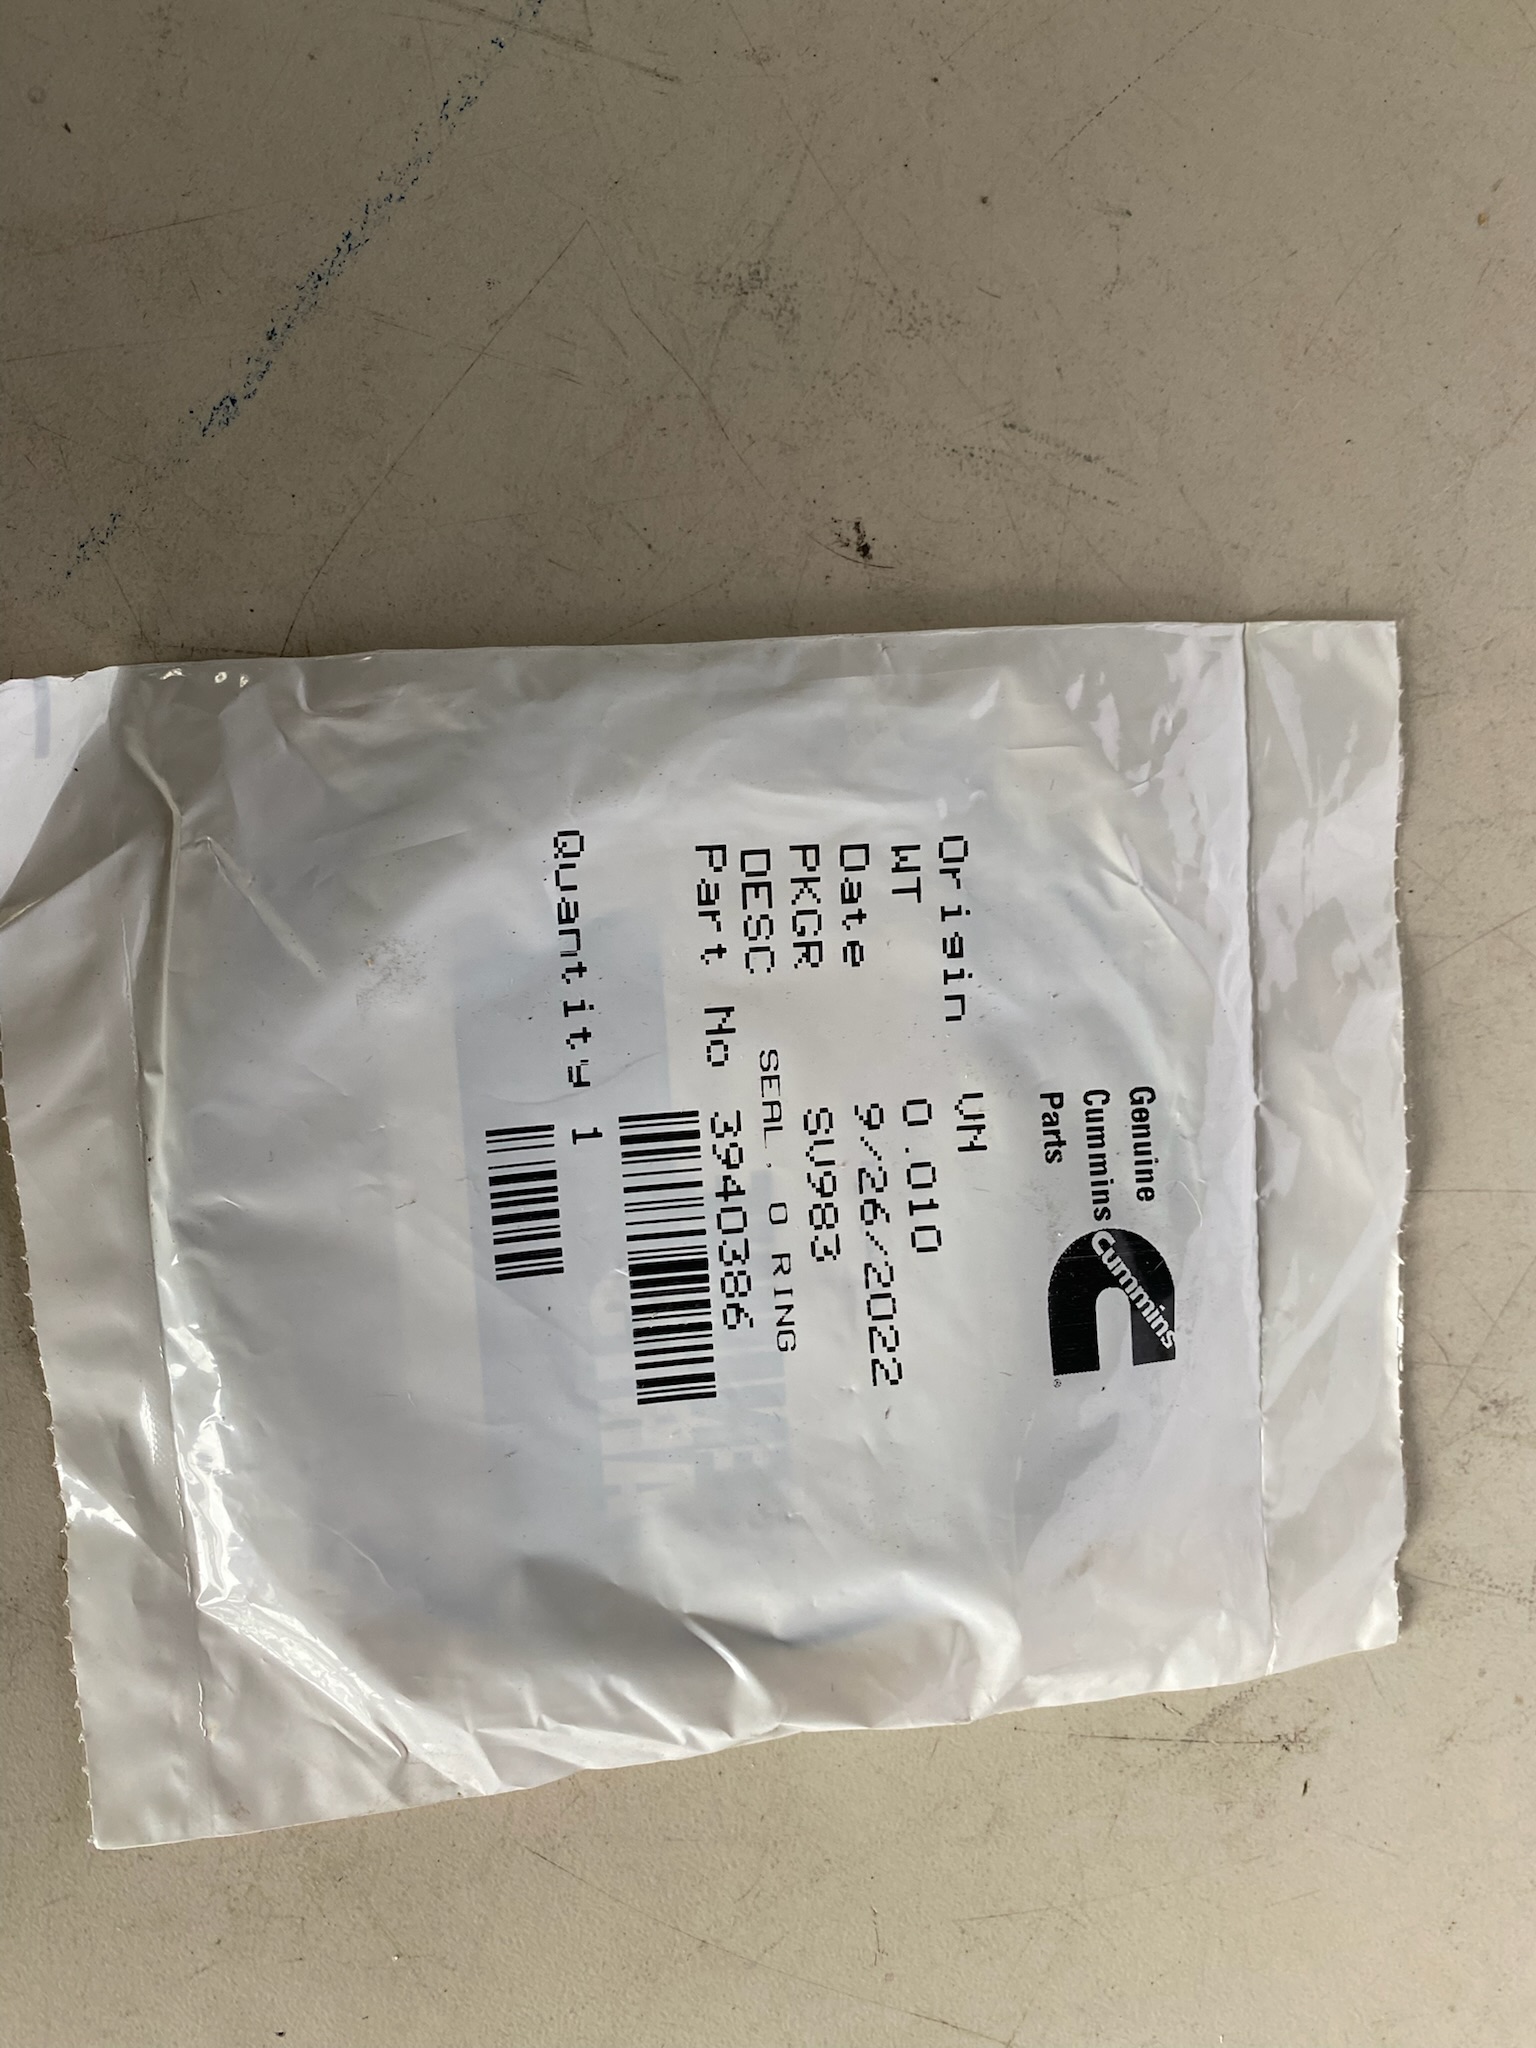 Genuine
Cummins
Parts
Cummins
®
Origin VN
WT 0.010
Date 9/26/2022
PKGR SV983
DESC SEAL, O RING
Part No 3940386
Quantity 1